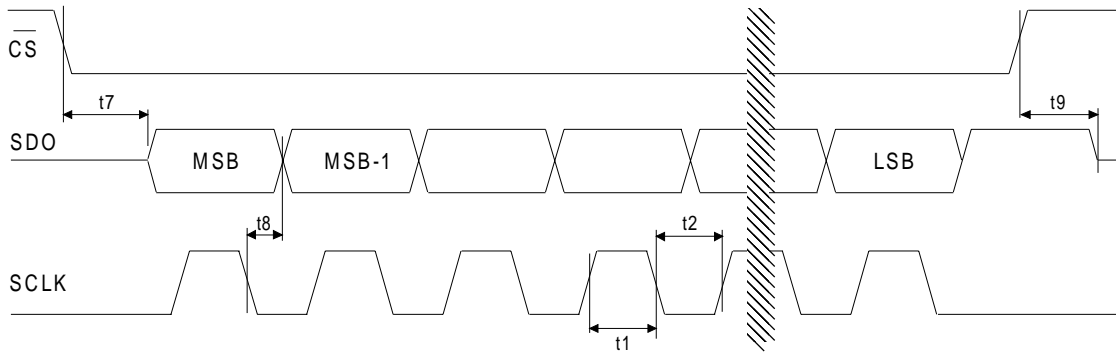 CS
t7
t9
SDO
MSB
MSB-1
LSB
t8
t2
SCLK
t1